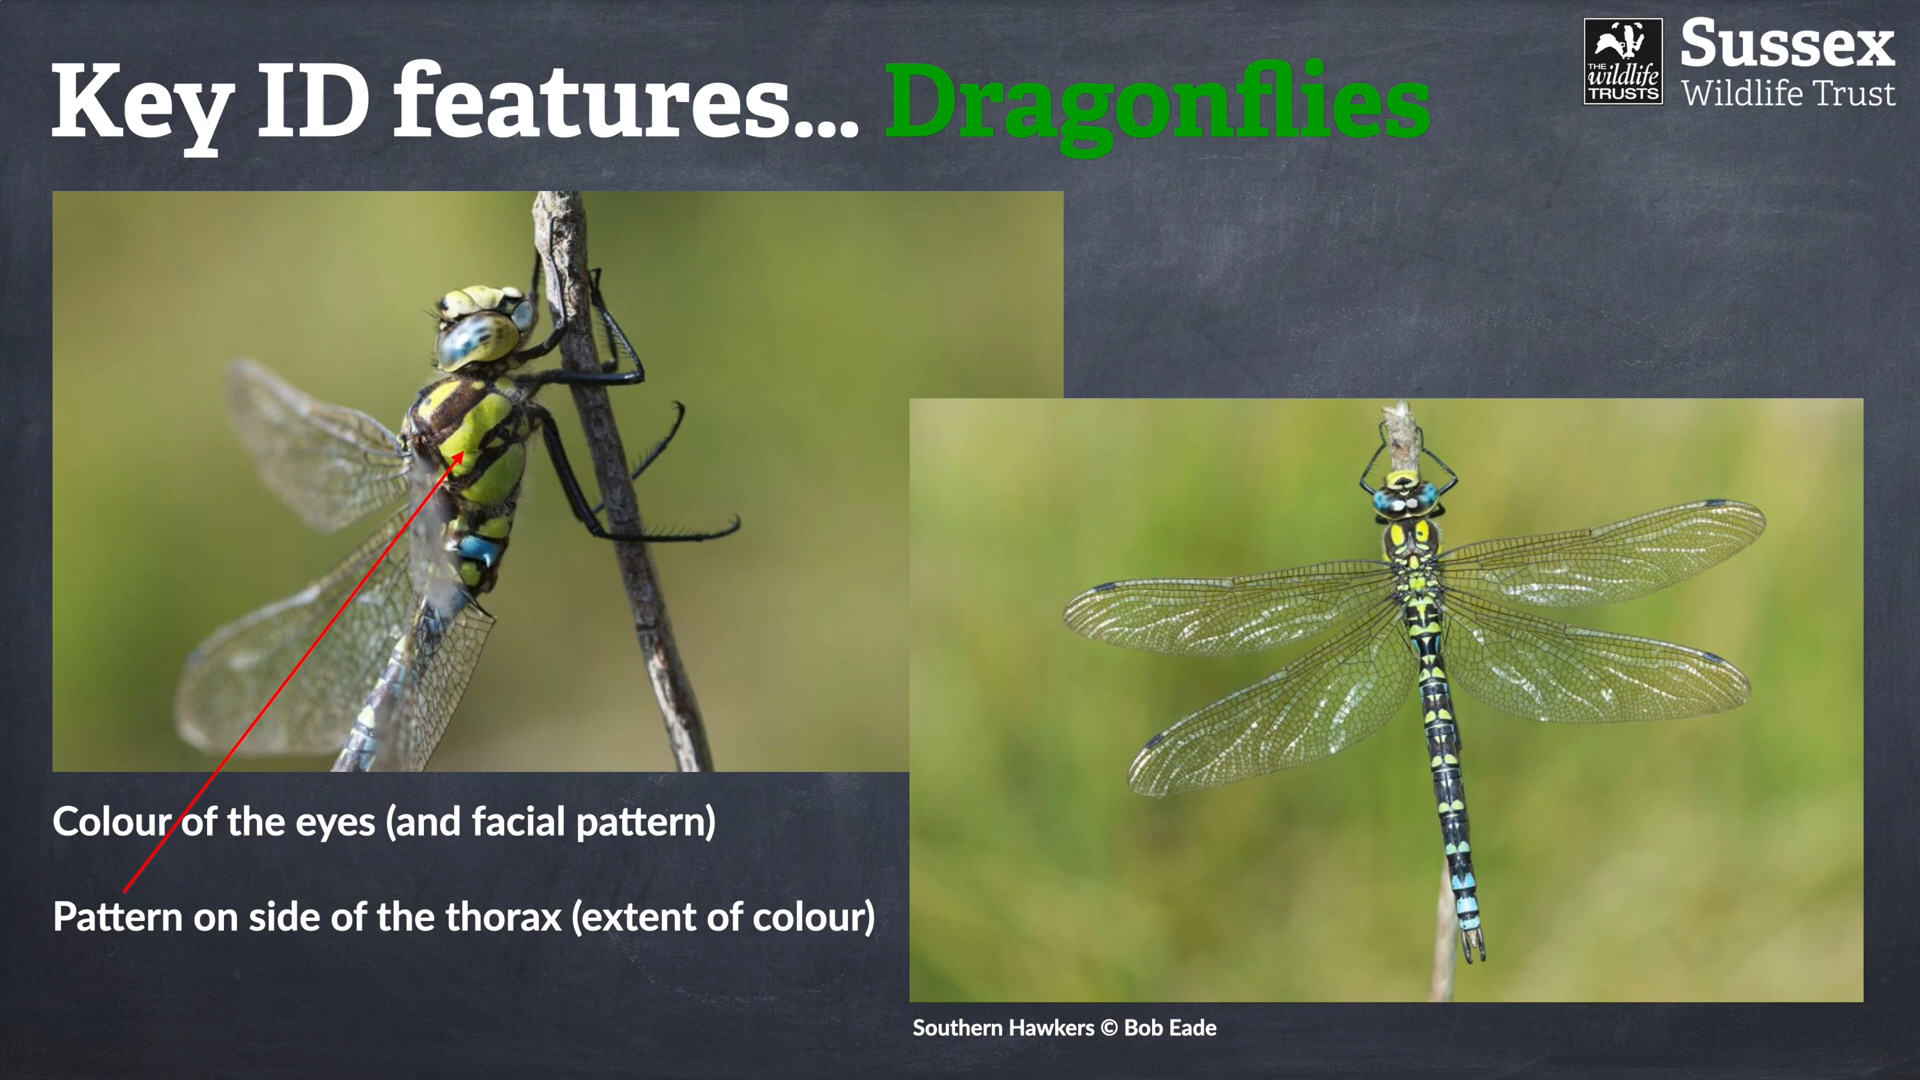 Key ID features... Dragonflies
THE
wildlife
TRUSTS
Sussex
Wildlife Trust
Colour of the eyes (and facial pattern)
Pattern on side of the thorax (extent of colour)
Southern Hawkers © Bob Eade